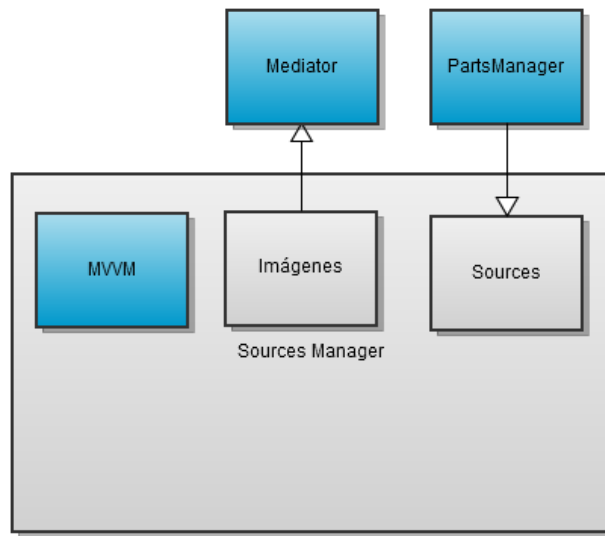 Mediator
PartsManager
MVVM
Imágenes
Sources
Sources Manager